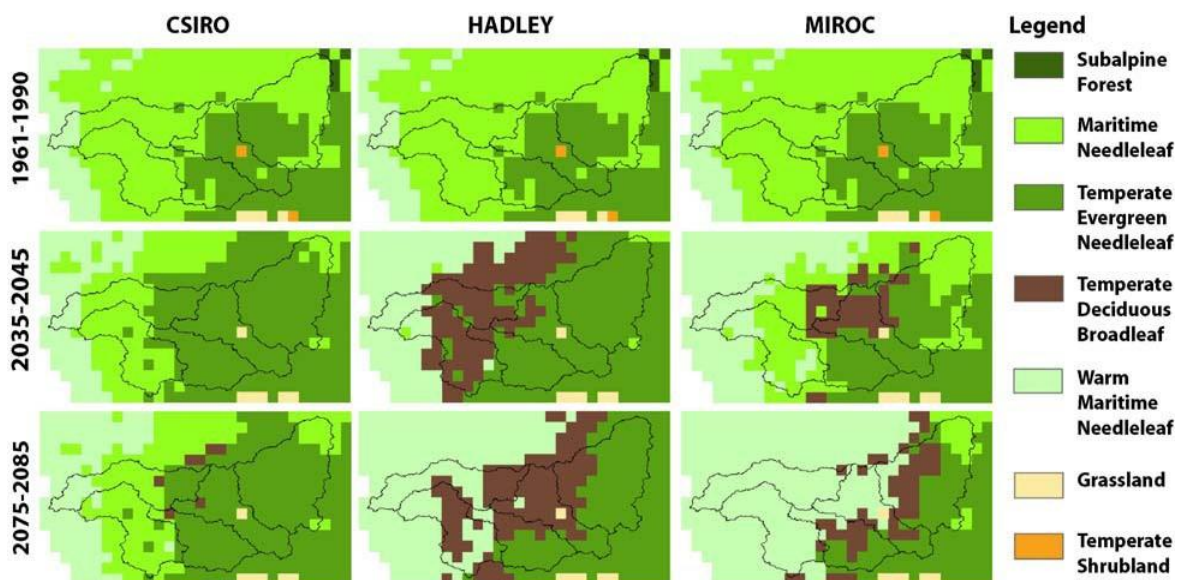 CSIRO
HADLEY
MIROC
Legend
1961-1990
2035-2045
2075-2085
Subalpine
Forest
Maritime
Needleleaf
Temperate
Evergreen
Needleleaf
Temperate
Deciduous
Broadleaf
Warm
Maritime
Needleleaf
Grassland
Temperate
Shrubland